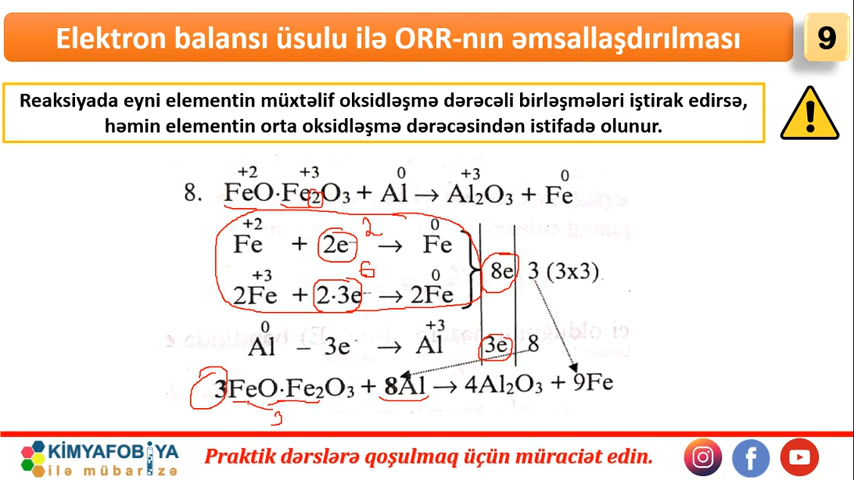 Elektron balansı üsulu ilə ORR-nın əmsallaşdırılması 9
Reaksiyada eyni elementin müxtəlif oksidləşmə dərəcəli birləşmələri iştirak edirsə,
həmin elementin orta oksidləşmə dərəcəsindən istifadə olunur.
+2 +3 0 +3 0
8. FeO·Fe2O3 + Al → Al2O3 + Fe
+2 2 0
Fe + 2e⁻ → Fe
8e 3 (3x3)
+3 6 0
2Fe + 2·3e⁻ → 2Fe
0 +3
Al – 3e⁻ → Al 3e 8
3FeO·Fe2O3 + 8Al → 4Al2O3 + 9Fe
3
KİMYAFOBİYA
ilə mübarizə
Praktik dərslərə qoşulmaq üçün müraciət edin.